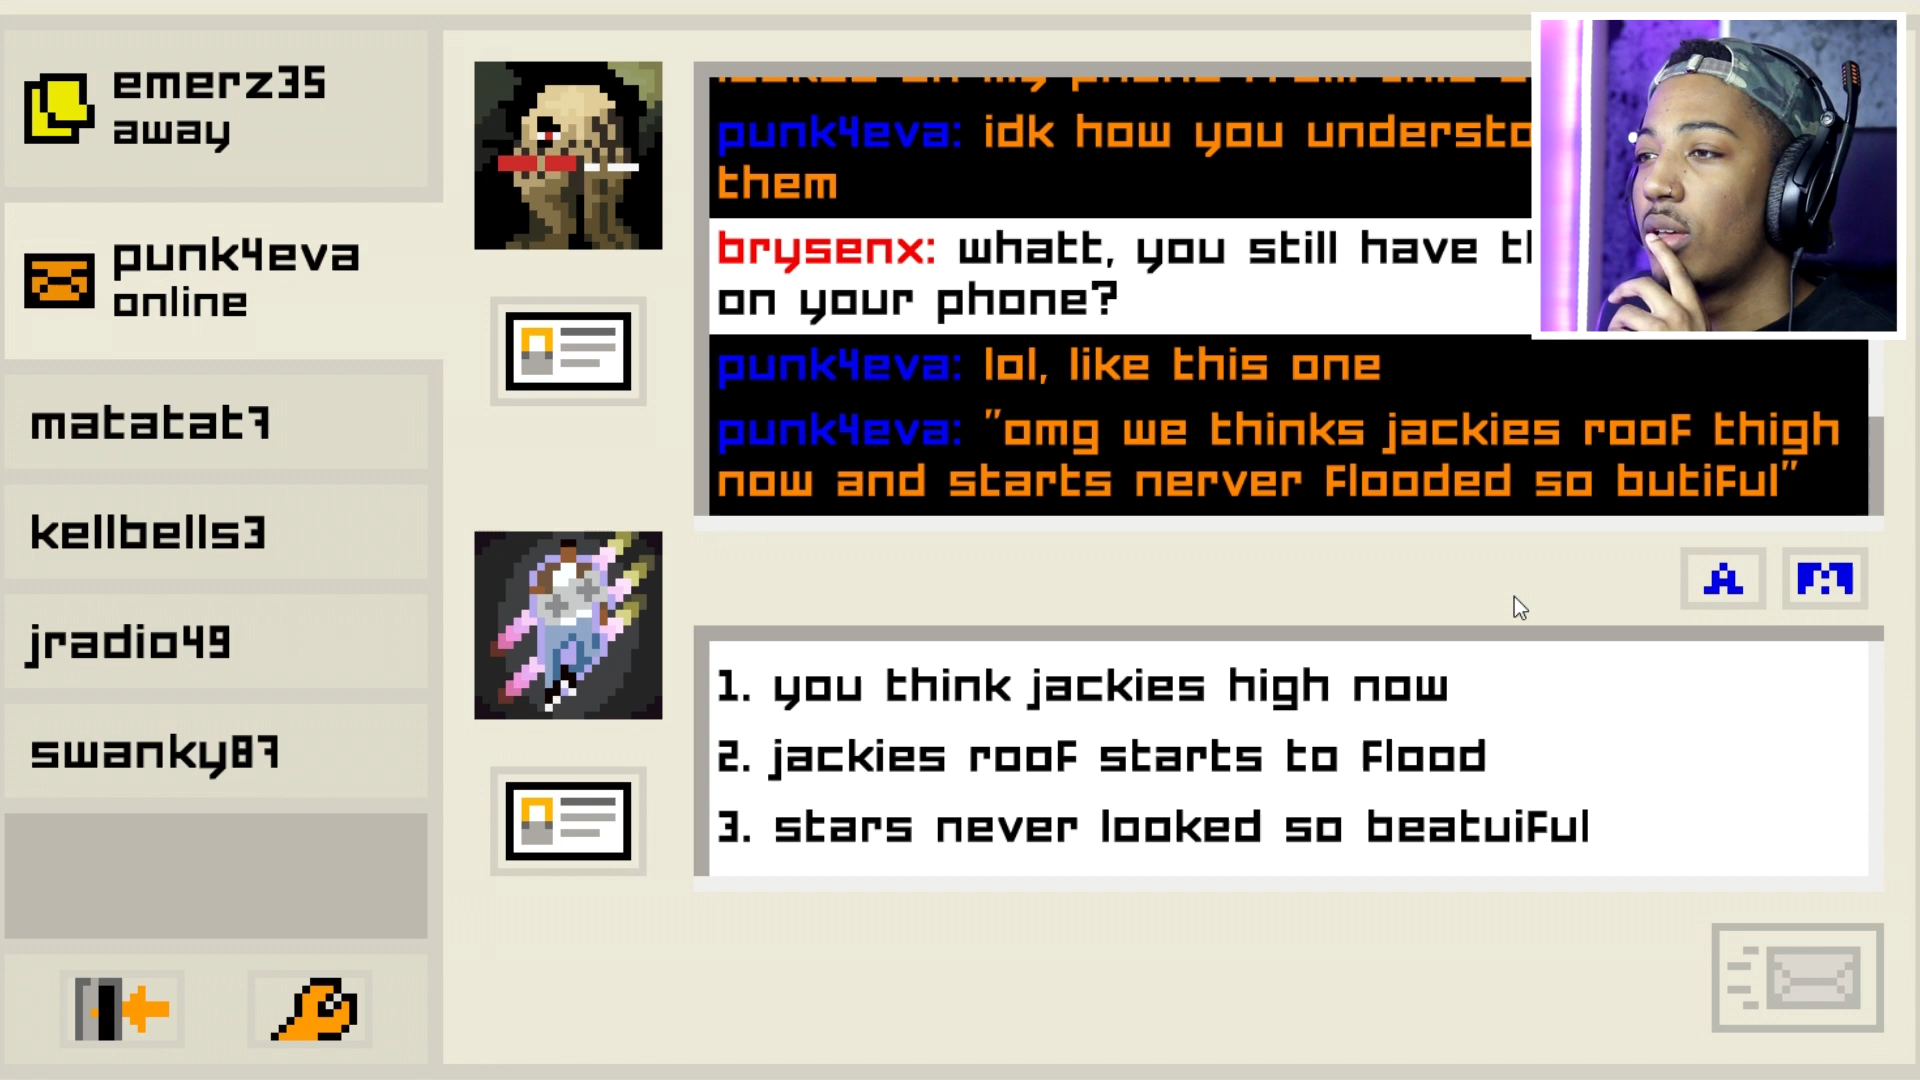 emerz35
away
punk4eva
online
matatat7
kellbells3
jradio49
swanky87
punk4eva: idk how you
them
brysenx: whatt, you still have
on your phone?
punk4eva: lol, like this one
punk4eva: "omg we thinks jackies roof thigh
now and starts nerver flooded so butiful"
A
1. you think jackies high now
2. jackies roof starts to flood
3. stars never looked so beatuiful